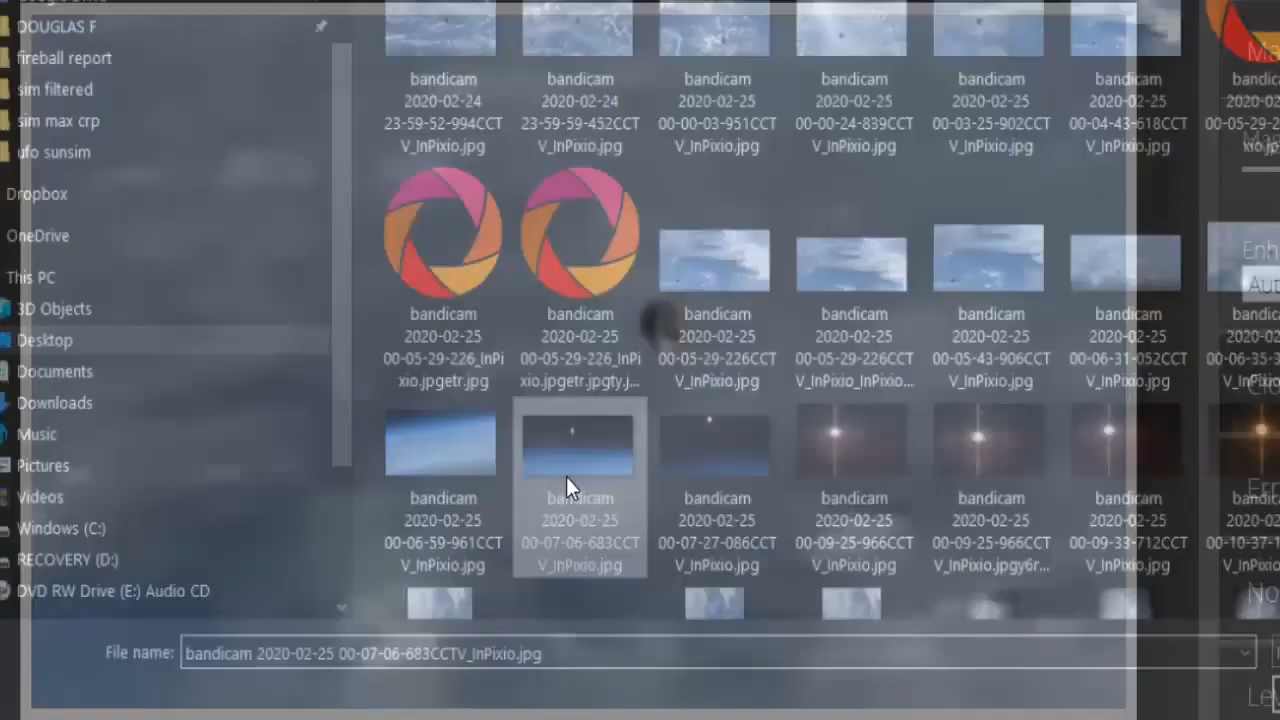 DOUGLAS F
fireball report
sim filtered
sim max crp
ufo sunsim
Dropbox
OneDrive
This PC
3D Objects
Desktop
Documents
Downloads
Music
Pictures
Videos
Windows (C:)
RECOVERY (D:)
DVD RW Drive (E:) Audio CD
bandicam
2020-02-24
23-59-52-994CCT
V_InPixio.jpg
bandicam
2020-02-24
23-59-59-452CCT
V_InPixio.jpg
bandicam
2020-02-25
00-00-03-951CCT
V_InPixio.jpg
bandicam
2020-02-25
00-00-24-839CCT
V_InPixio.jpg
bandicam
2020-02-25
00-03-25-902CCT
V_InPixio.jpg
bandicam
2020-02-25
00-04-43-618CCT
V_InPixio.jpg
bandicam
2020-02-25
00-05-29-226_InPi
xio.jpgetr.jpg
bandicam
2020-02-25
00-05-29-226_InPi
xio.jpgetr.jpgty.j...
bandicam
2020-02-25
00-05-29-226CCT
V_InPixio.jpg
bandicam
2020-02-25
00-05-29-226CCT
V_InPixio_InPixio...
bandicam
2020-02-25
00-05-43-906CCT
V_InPixio.jpg
bandicam
2020-02-25
00-06-31-052CCT
V_InPixio.jpg
bandicam
2020-02-25
00-06-59-961CCT
V_InPixio.jpg
bandicam
2020-02-25
00-07-06-683CCT
V_InPixio.jpg
bandicam
2020-02-25
00-07-27-086CCT
V_InPixio.jpg
bandicam
2020-02-25
00-09-25-966CCT
V_InPixio.jpg
bandicam
2020-02-25
00-09-25-966CCT
V_InPixio.jpgy6r...
bandicam
2020-02-25
00-09-33-712CCT
V_InPixio.jpg
File name: bandicam 2020-02-25 00-07-06-683CCTV_InPixio.jpg